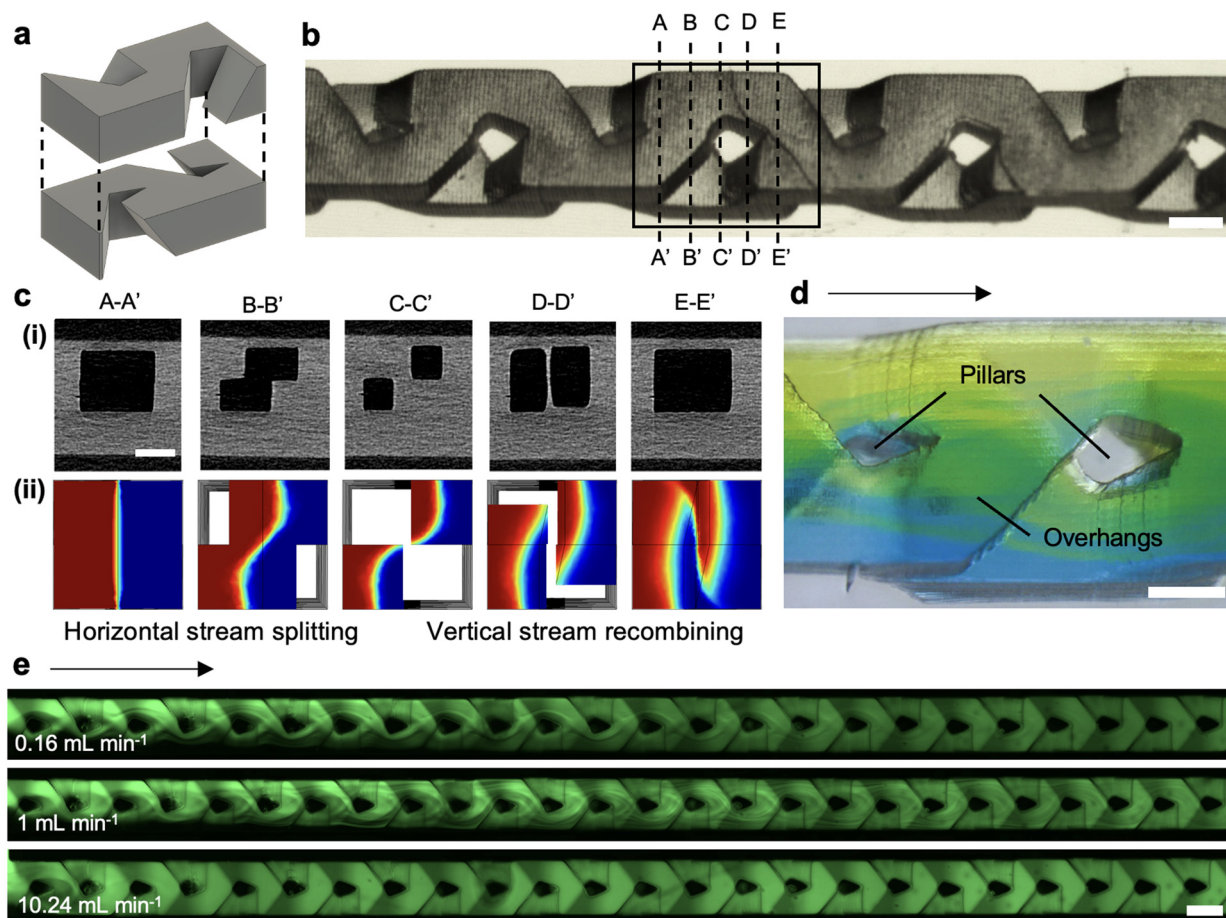 a
b
A B C D E
A’ B’ C’ D’ E’
c
A-A’ B-B’ C-C’ D-D’ E-E’
(i)
(ii)
Horizontal stream splitting Vertical stream recombining
d
Pillars
Overhangs
e
0.16 mL min-1
1 mL min-1
10.24 mL min-1